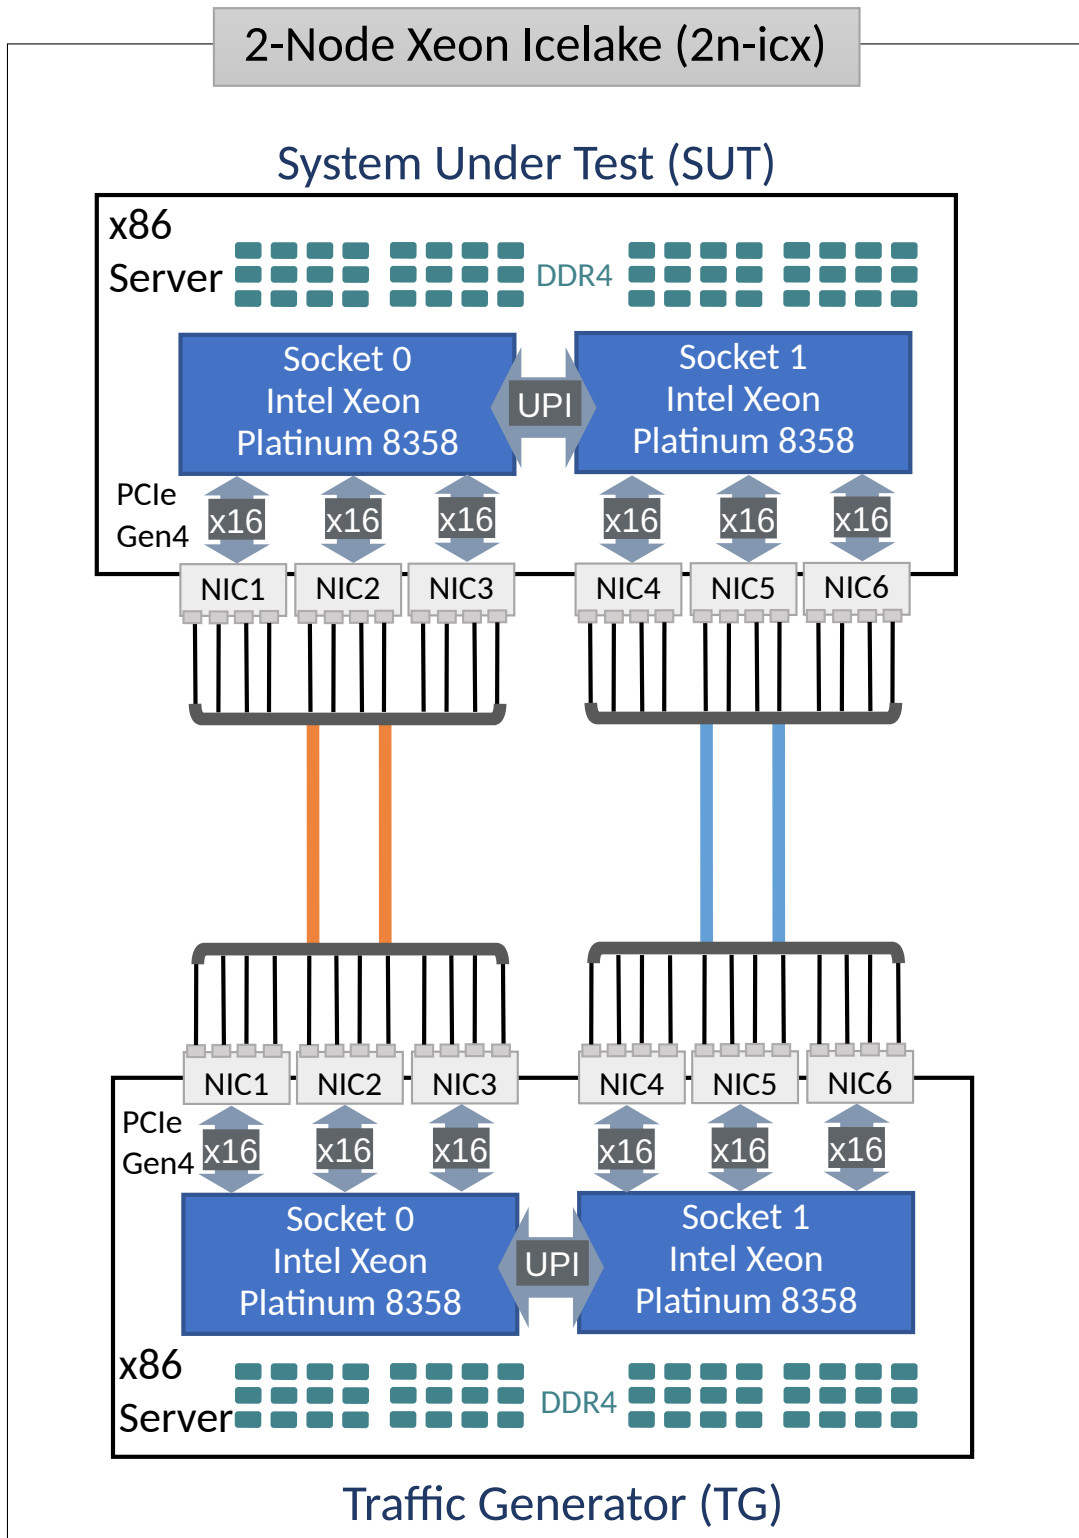 2-Node Xeon Icelake (2n-icx)
System Under Test (SUT)
x86
Server
DDR4
Socket 0
Intel Xeon
Platinum 8358
UPI
Socket 1
Intel Xeon
Platinum 8358
PCIe
Gen4
x16 x16 x16 x16 x16 x16
NIC1 NIC2 NIC3 NIC4 NIC5 NIC6
NIC1 NIC2 NIC3 NIC4 NIC5 NIC6
PCIe
Gen4
x16 x16 x16 x16 x16 x16
Socket 0
Intel Xeon
Platinum 8358
UPI
Socket 1
Intel Xeon
Platinum 8358
x86
Server
DDR4
Traffic Generator (TG)